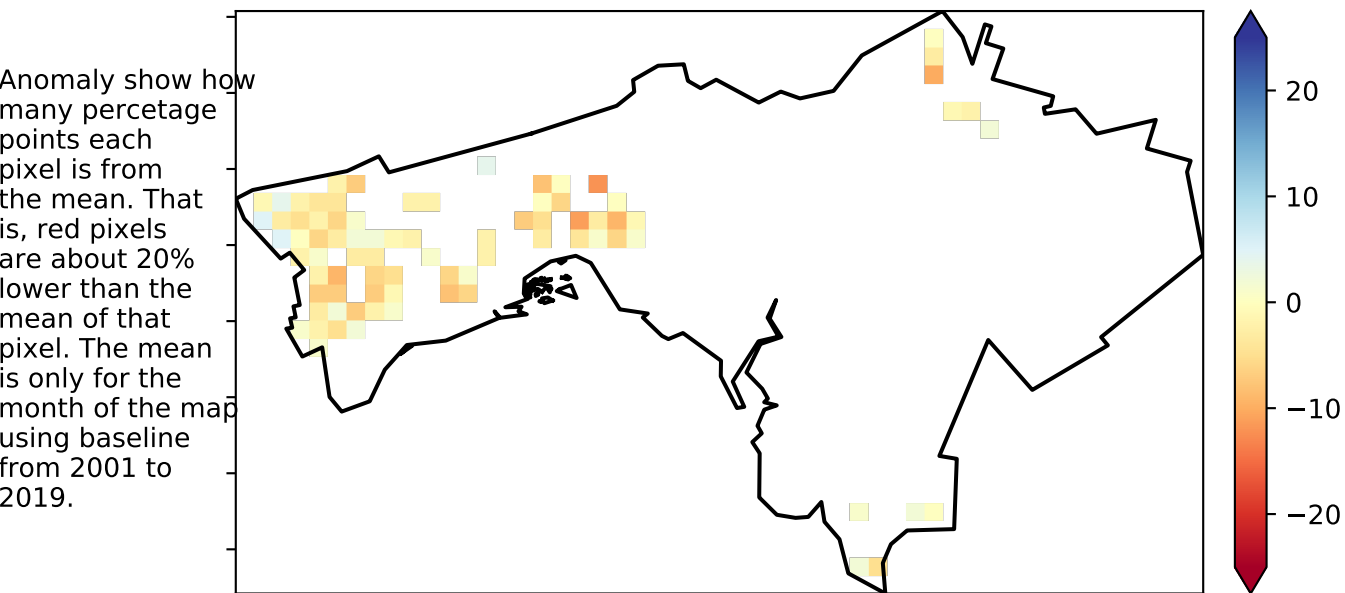 Anomaly show how
many percetage
points each
pixel is from
the mean. That
is, red pixels
are about 20%
lower than the
mean of that
pixel. The mean
is only for the
month of the map
using baseline
from 2001 to
2019.
20
10
0
−10
−20